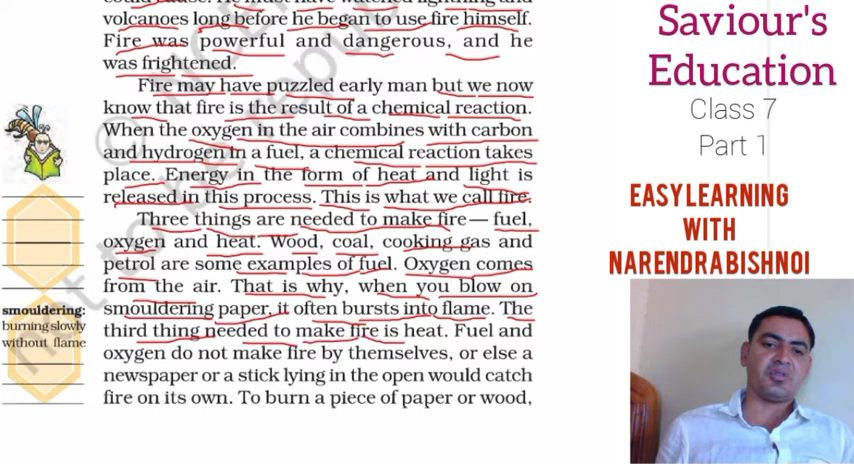 volcanoes long before he began to use fire himself.
Fire was powerful and dangerous, and he
was frightened.
Fire may have puzzled early man but we now
know that fire is the result of a chemical reaction.
When the oxygen in the air combines with carbon
and hydrogen in a fuel, a chemical reaction takes
place. Energy in the form of heat and light is
released in this process. This is what we call fire.
Three things are needed to make fire— fuel,
oxygen and heat. Wood, coal, cooking gas and
petrol are some examples of fuel. Oxygen comes
from the air. That is why, when you blow on
smouldering paper, it often bursts into flame. The
third thing needed to make fire is heat. Fuel and
oxygen do not make fire by themselves, or else a
newspaper or a stick lying in the open would catch
fire on its own. To burn a piece of paper or wood,
smouldering:
burning slowly
without flame
Saviour's
Education
Class 7
Part 1
EASY LEARNING
WITH
NARENDRA BISHNOI